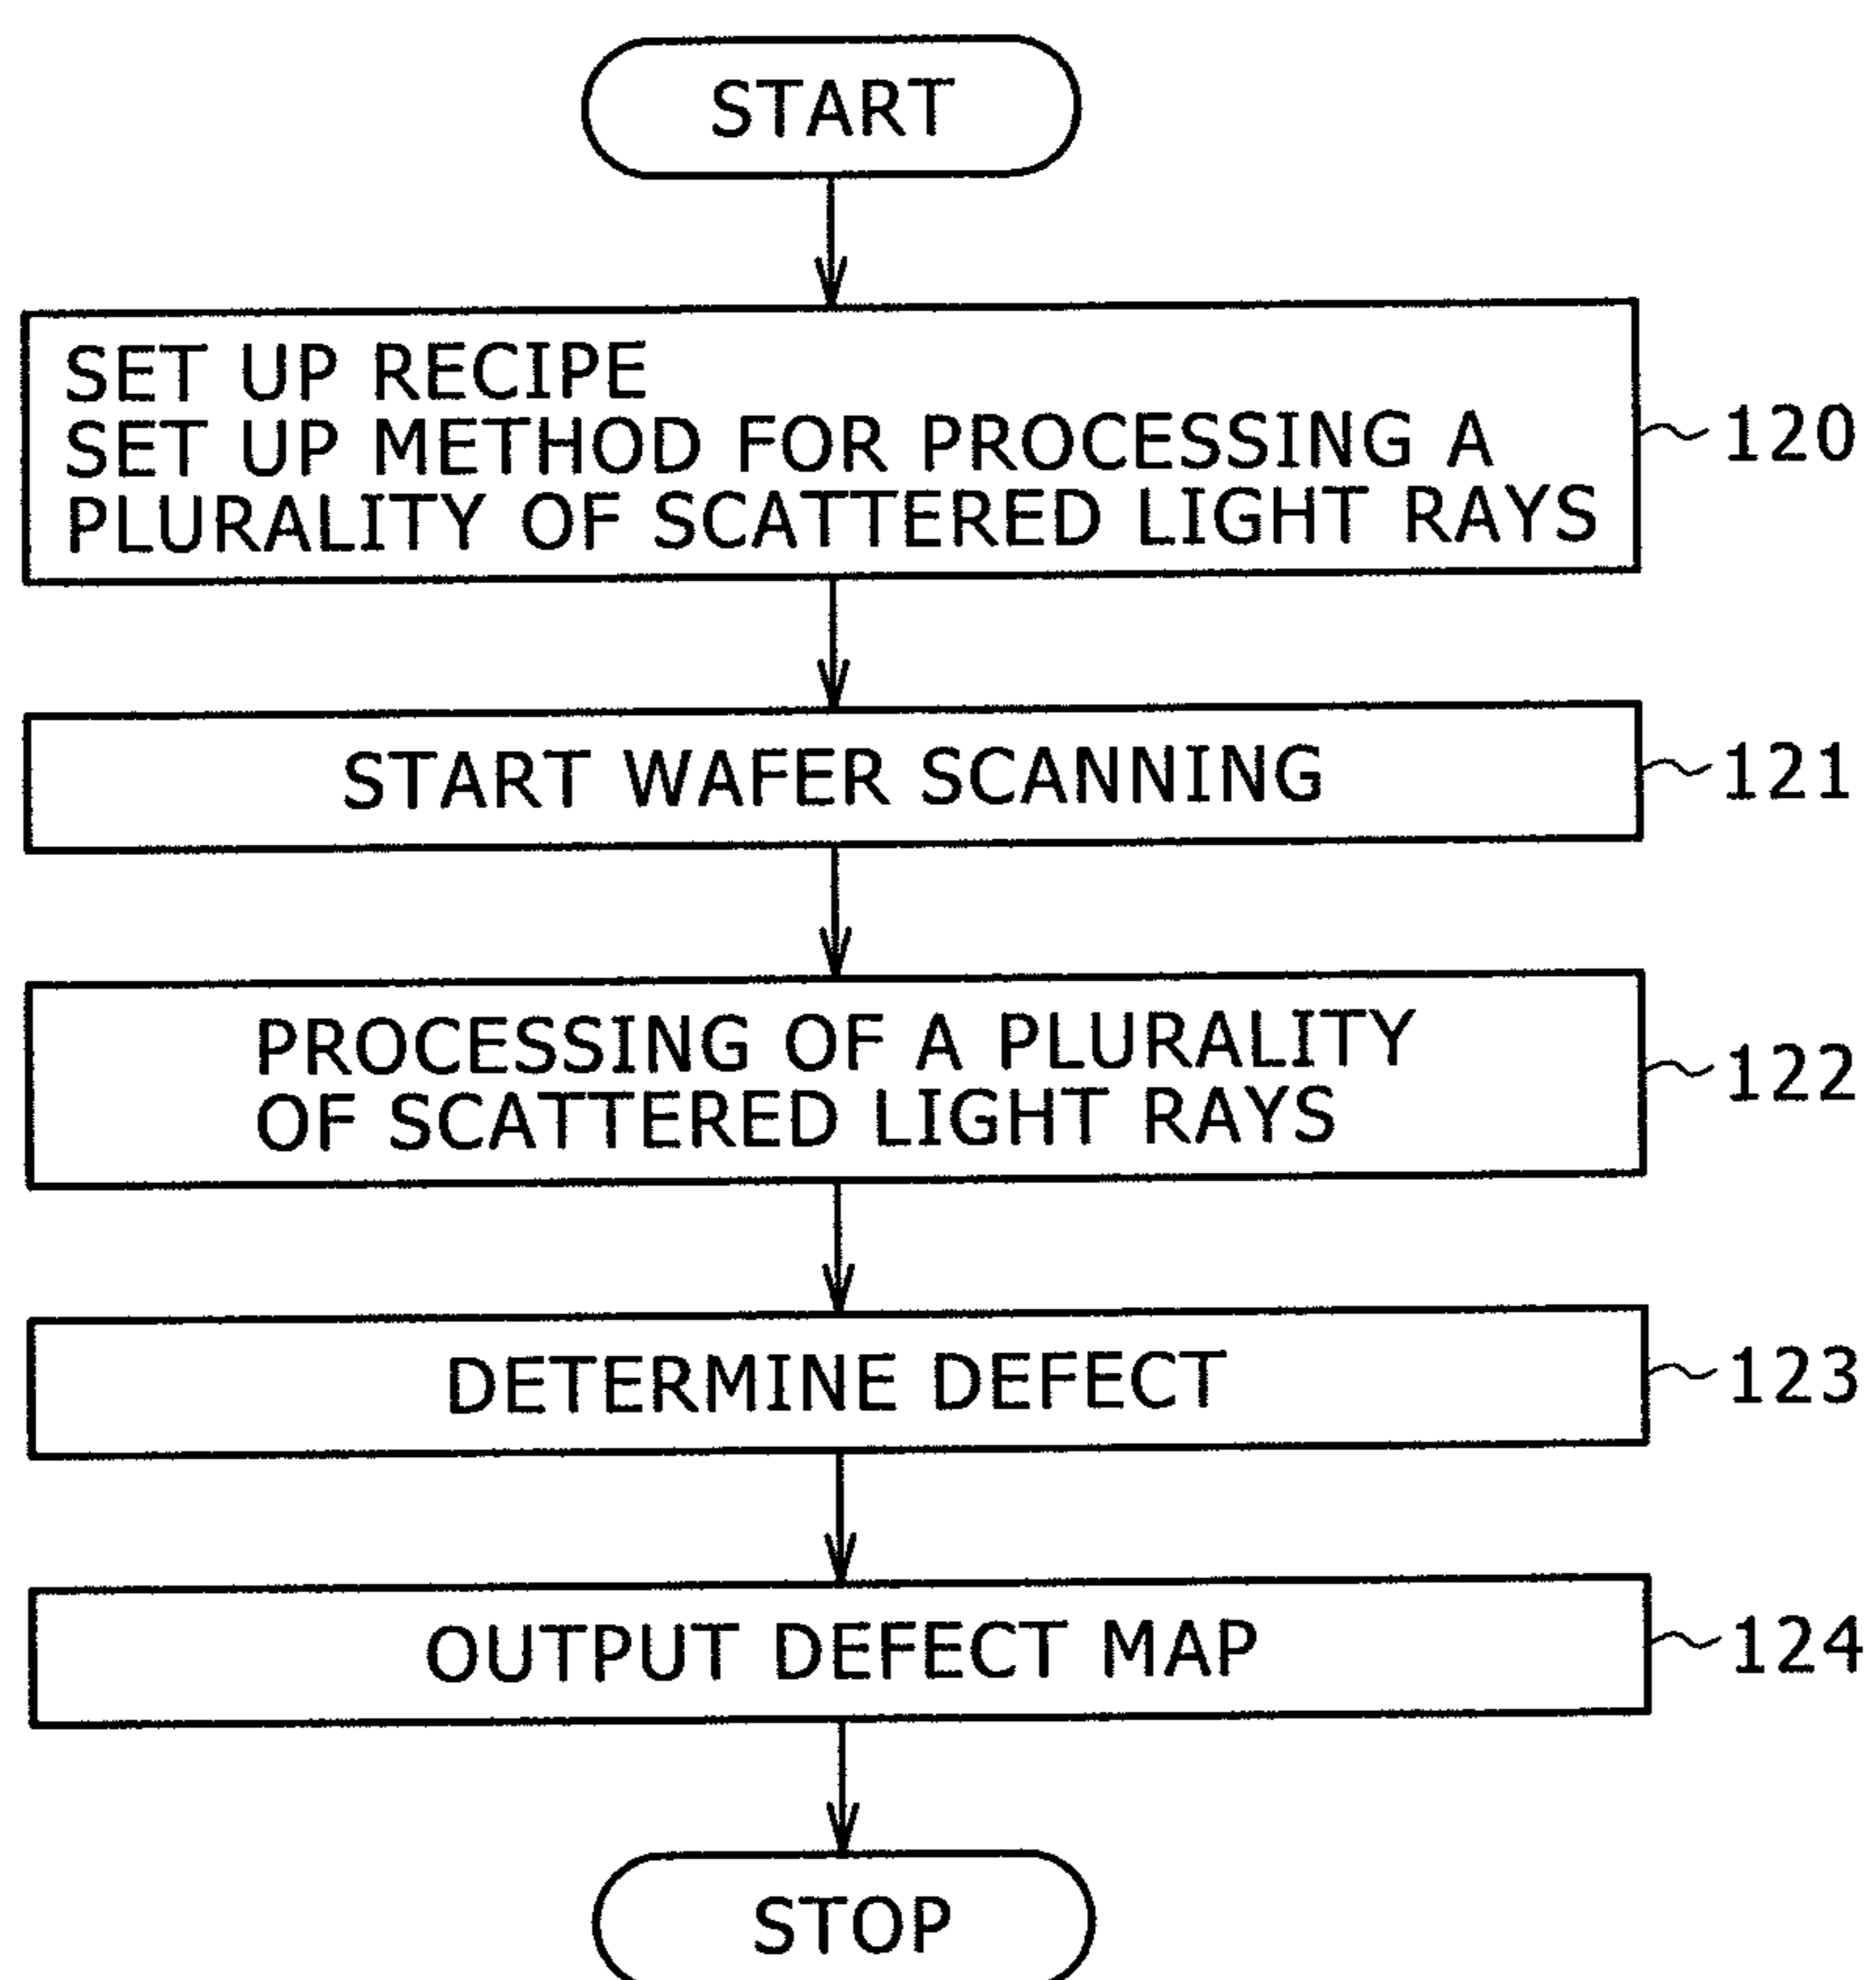 START
SET UP RECIPE
SET UP METHOD FOR PROCESSING A
PLURALITY OF SCATTERED LIGHT RAYS
120
START WAFER SCANNING
121
PROCESSING OF A PLURALITY
OF SCATTERED LIGHT RAYS
122
DETERMINE DEFECT
123
OUTPUT DEFECT MAP
124
STOP